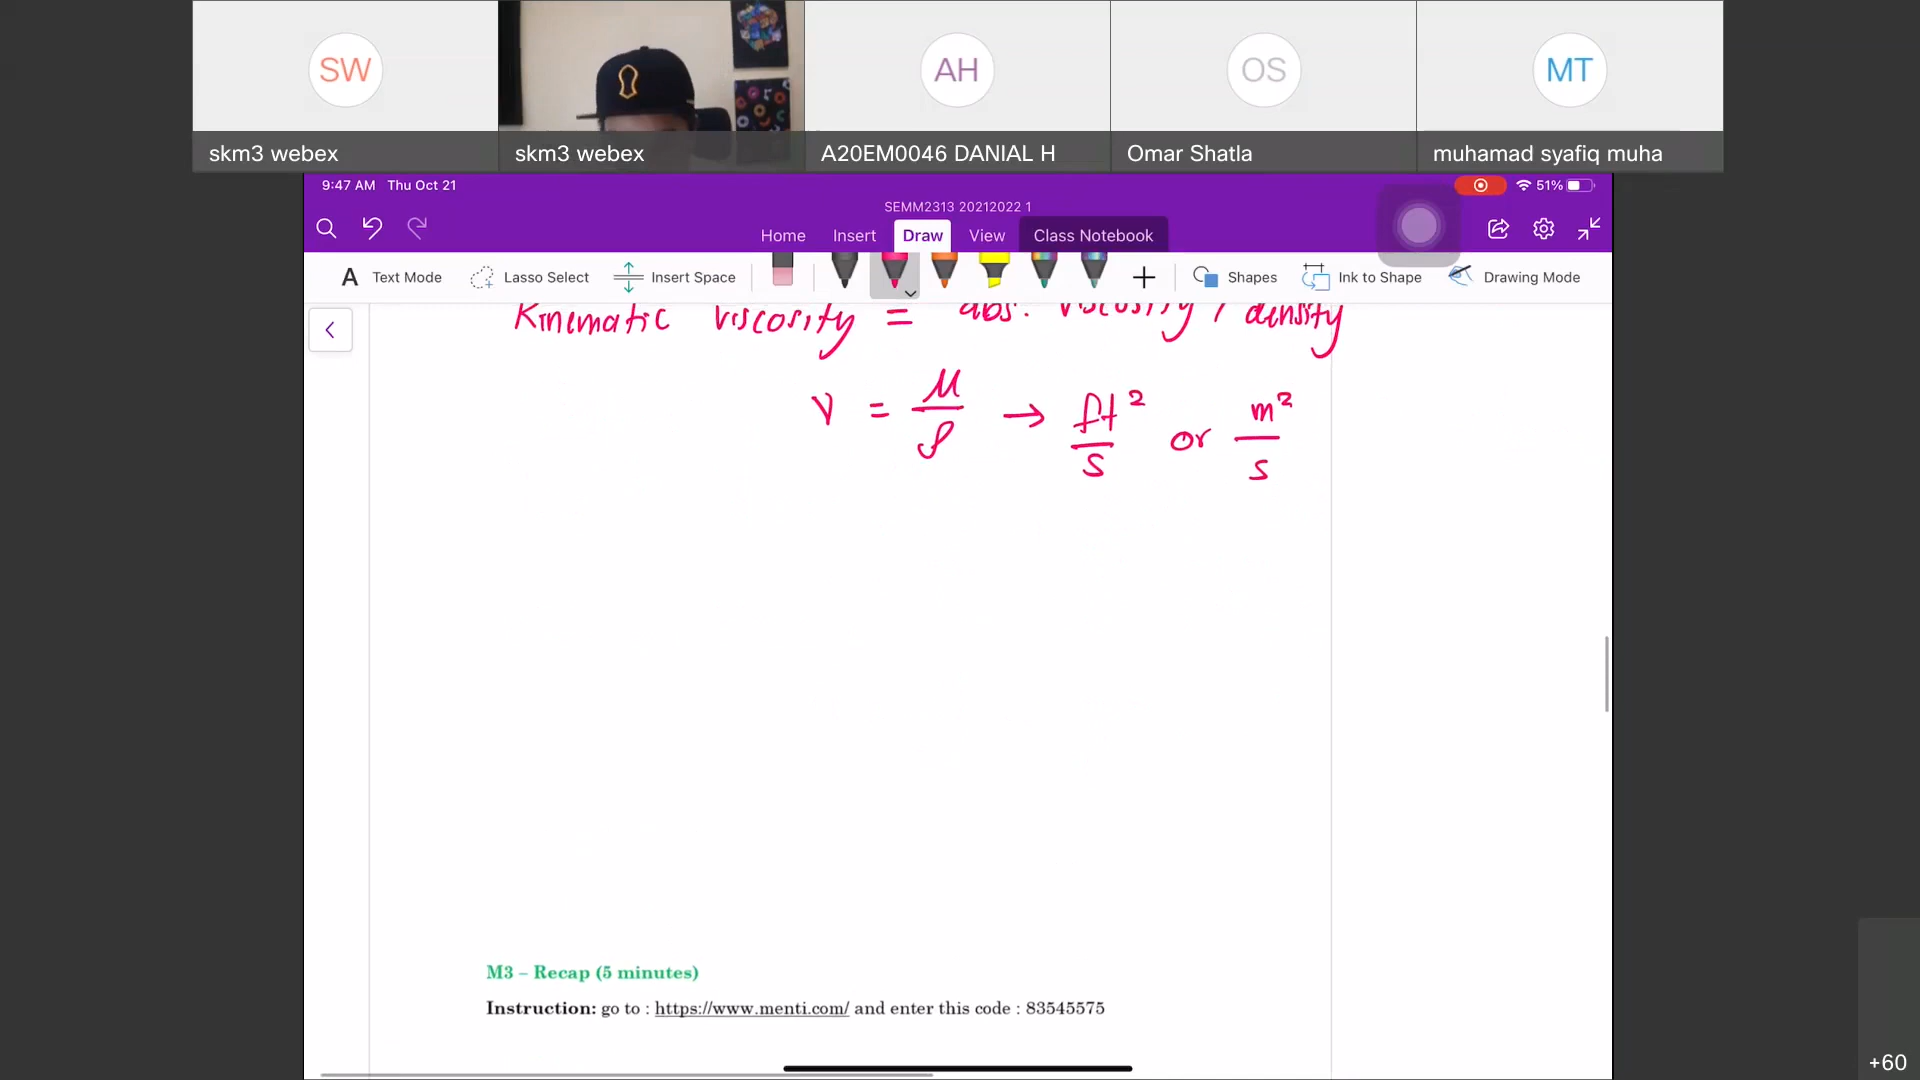 SW
AH
OS
MT
skm3 webex
skm3 webex
A20EM0046 DANIAL H
Omar Shatla
muhamad syafiq muha
9:47 AM Thu Oct 21
51%
SEMM2313 20212022 1
Home Insert Draw View Class Notebook
A Text Mode Lasso Select Insert Space Shapes Ink to Shape Drawing Mode
Kinematic viscosity = abs. viscosity / density
ν = μ/ρ → ft²/s or m²/s
M3 – Recap (5 minutes)
Instruction: go to : https://www.menti.com/ and enter this code : 83545575
+60